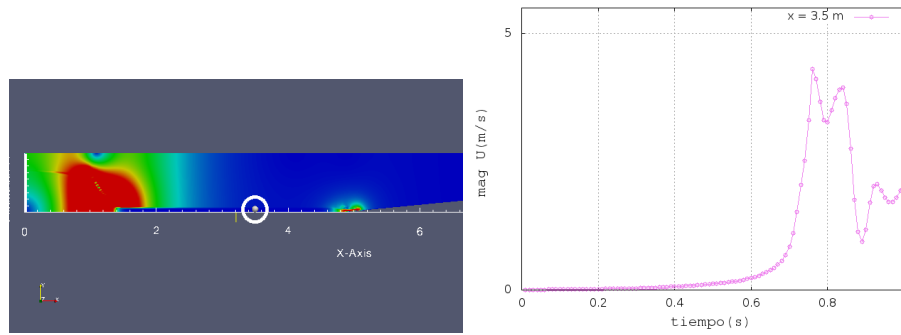 0 2 4 6
X-Axis
Y
Z X
x = 3.5 m
mag U(m/s)
5
0
0 0.2 0.4 0.6 0.8
tiempo(s)